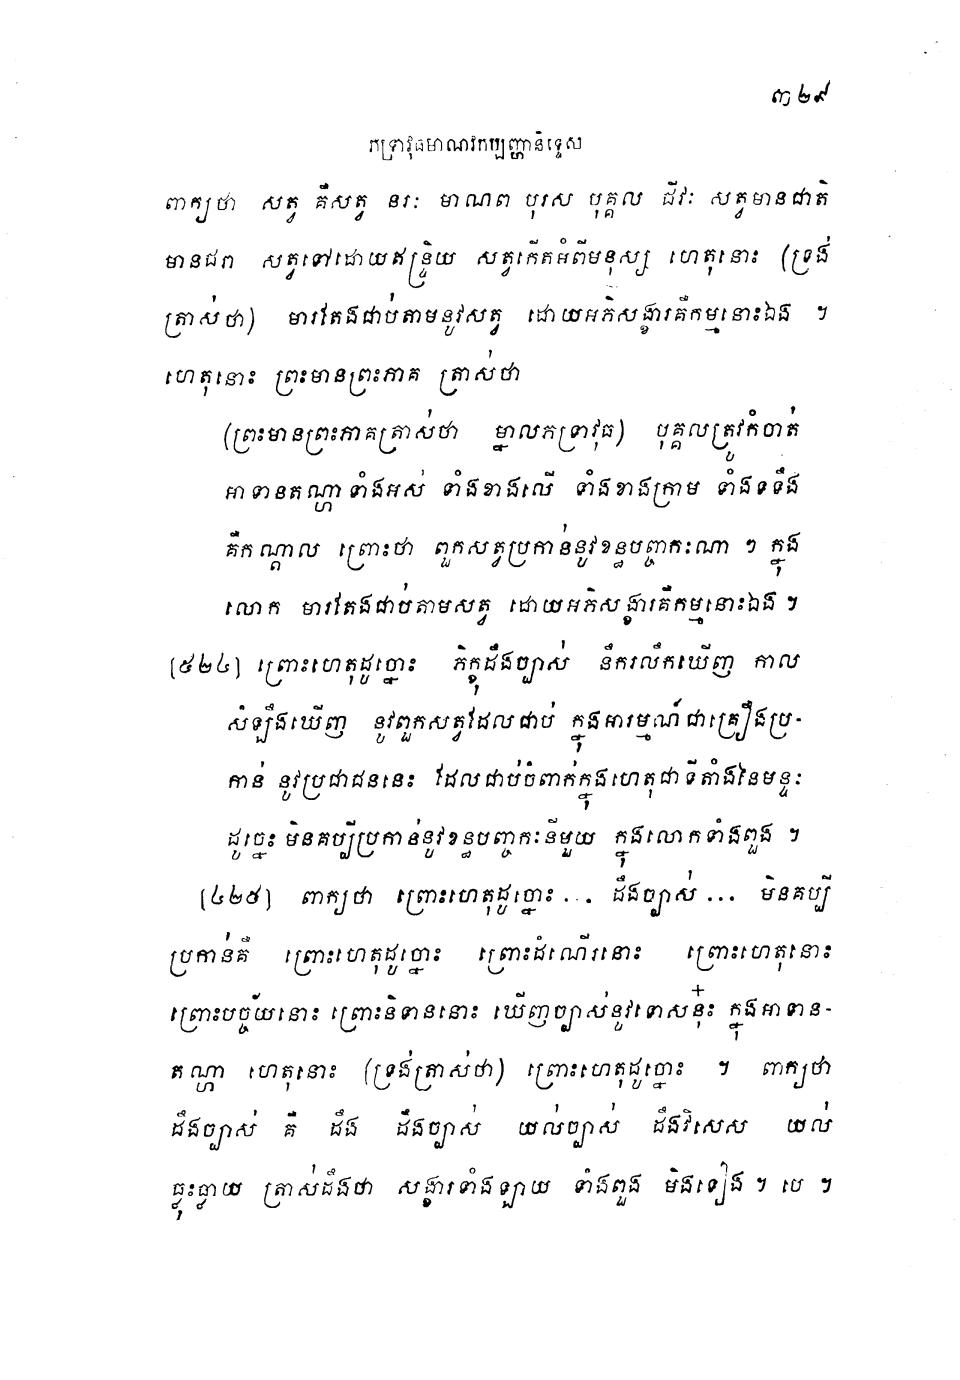 ៣២៩
ភទ្រាវុធមាណវកប្បញ្ហានិទ្ទេស
ពាក្យថា សត្វ គឺសត្វ នរៈ មាណព បុរស បុគ្គល ជីវៈ សត្វមានជាតិ
មានជរា សត្វទៅដោយឥន្ទ្រិយ សត្វកើតអំពីមនុស្ស ហេតុនោះ (ទ្រង់
ត្រាស់ថា) មារតែងជាប់តាមនូវសត្វ ដោយអភិសង្ខារគឺកម្មនោះឯង ។
ហេតុនោះ ព្រះមានព្រះភាគ ត្រាស់ថា
(ព្រះមានព្រះភាគត្រាស់ថា ម្នាលភទ្រាវុធ) បុគ្គលត្រូវកំចាត់
អាទានតណ្ហាទាំងអស់ ទាំងខាងលើ ទាំងខាងក្រោម ទាំងទទឹង
គឺកណ្តាល ព្រោះថា ពួកសត្វប្រកាន់នូវខន្ធបញ្ចកៈណា ៗ ក្នុង
លោក មារតែងជាប់តាមសត្វ ដោយអភិសង្ខារគឺកម្មនោះឯង ។
[៥២៤] ព្រោះហេតុដូច្នោះ ភិក្ខុដឹងច្បាស់ នឹករលឹកឃើញ កាល
សំឡឹងឃើញ នូវពួកសត្វដែលជាប់ ក្នុងអារម្មណ៍ជាគ្រឿងប្រ-
កាន់ នូវប្រជាជននេះ ដែលជាប់ចំពាក់ក្នុងហេតុជាទីតាំងនៃមច្ចុៈ
ដូច្នេះ មិនគប្បីប្រកាន់នូវខន្ធបញ្ចកៈនីមួយ ក្នុងលោកទាំងពួង ។
[៤២៥] ពាក្យថា ព្រោះហេតុដូច្នោះ ... ដឹងច្បាស់ ... មិនគប្បី
ប្រកាន់គឺ ព្រោះហេតុដូច្នោះ ព្រោះដំណើរនោះ ព្រោះហេតុនោះ
ព្រោះបច្ច័យនោះ ព្រោះនិទាននោះ ឃើញច្បាស់នូវទោសនុ៎ះ ក្នុងអាទាន-
តណ្ហា ហេតុនោះ (ទ្រង់ត្រាស់ថា) ព្រោះហេតុដូច្នោះ ។ ពាក្យថា
ដឹងច្បាស់ គឺ ដឹង ដឹងច្បាស់ យល់ច្បាស់ ដឹងវិសេស យល់
ធ្លុះធ្លាយ ត្រាស់ដឹងថា សង្ខារទាំងឡាយ ទាំងពួង មិនទៀង ។ បេ ។